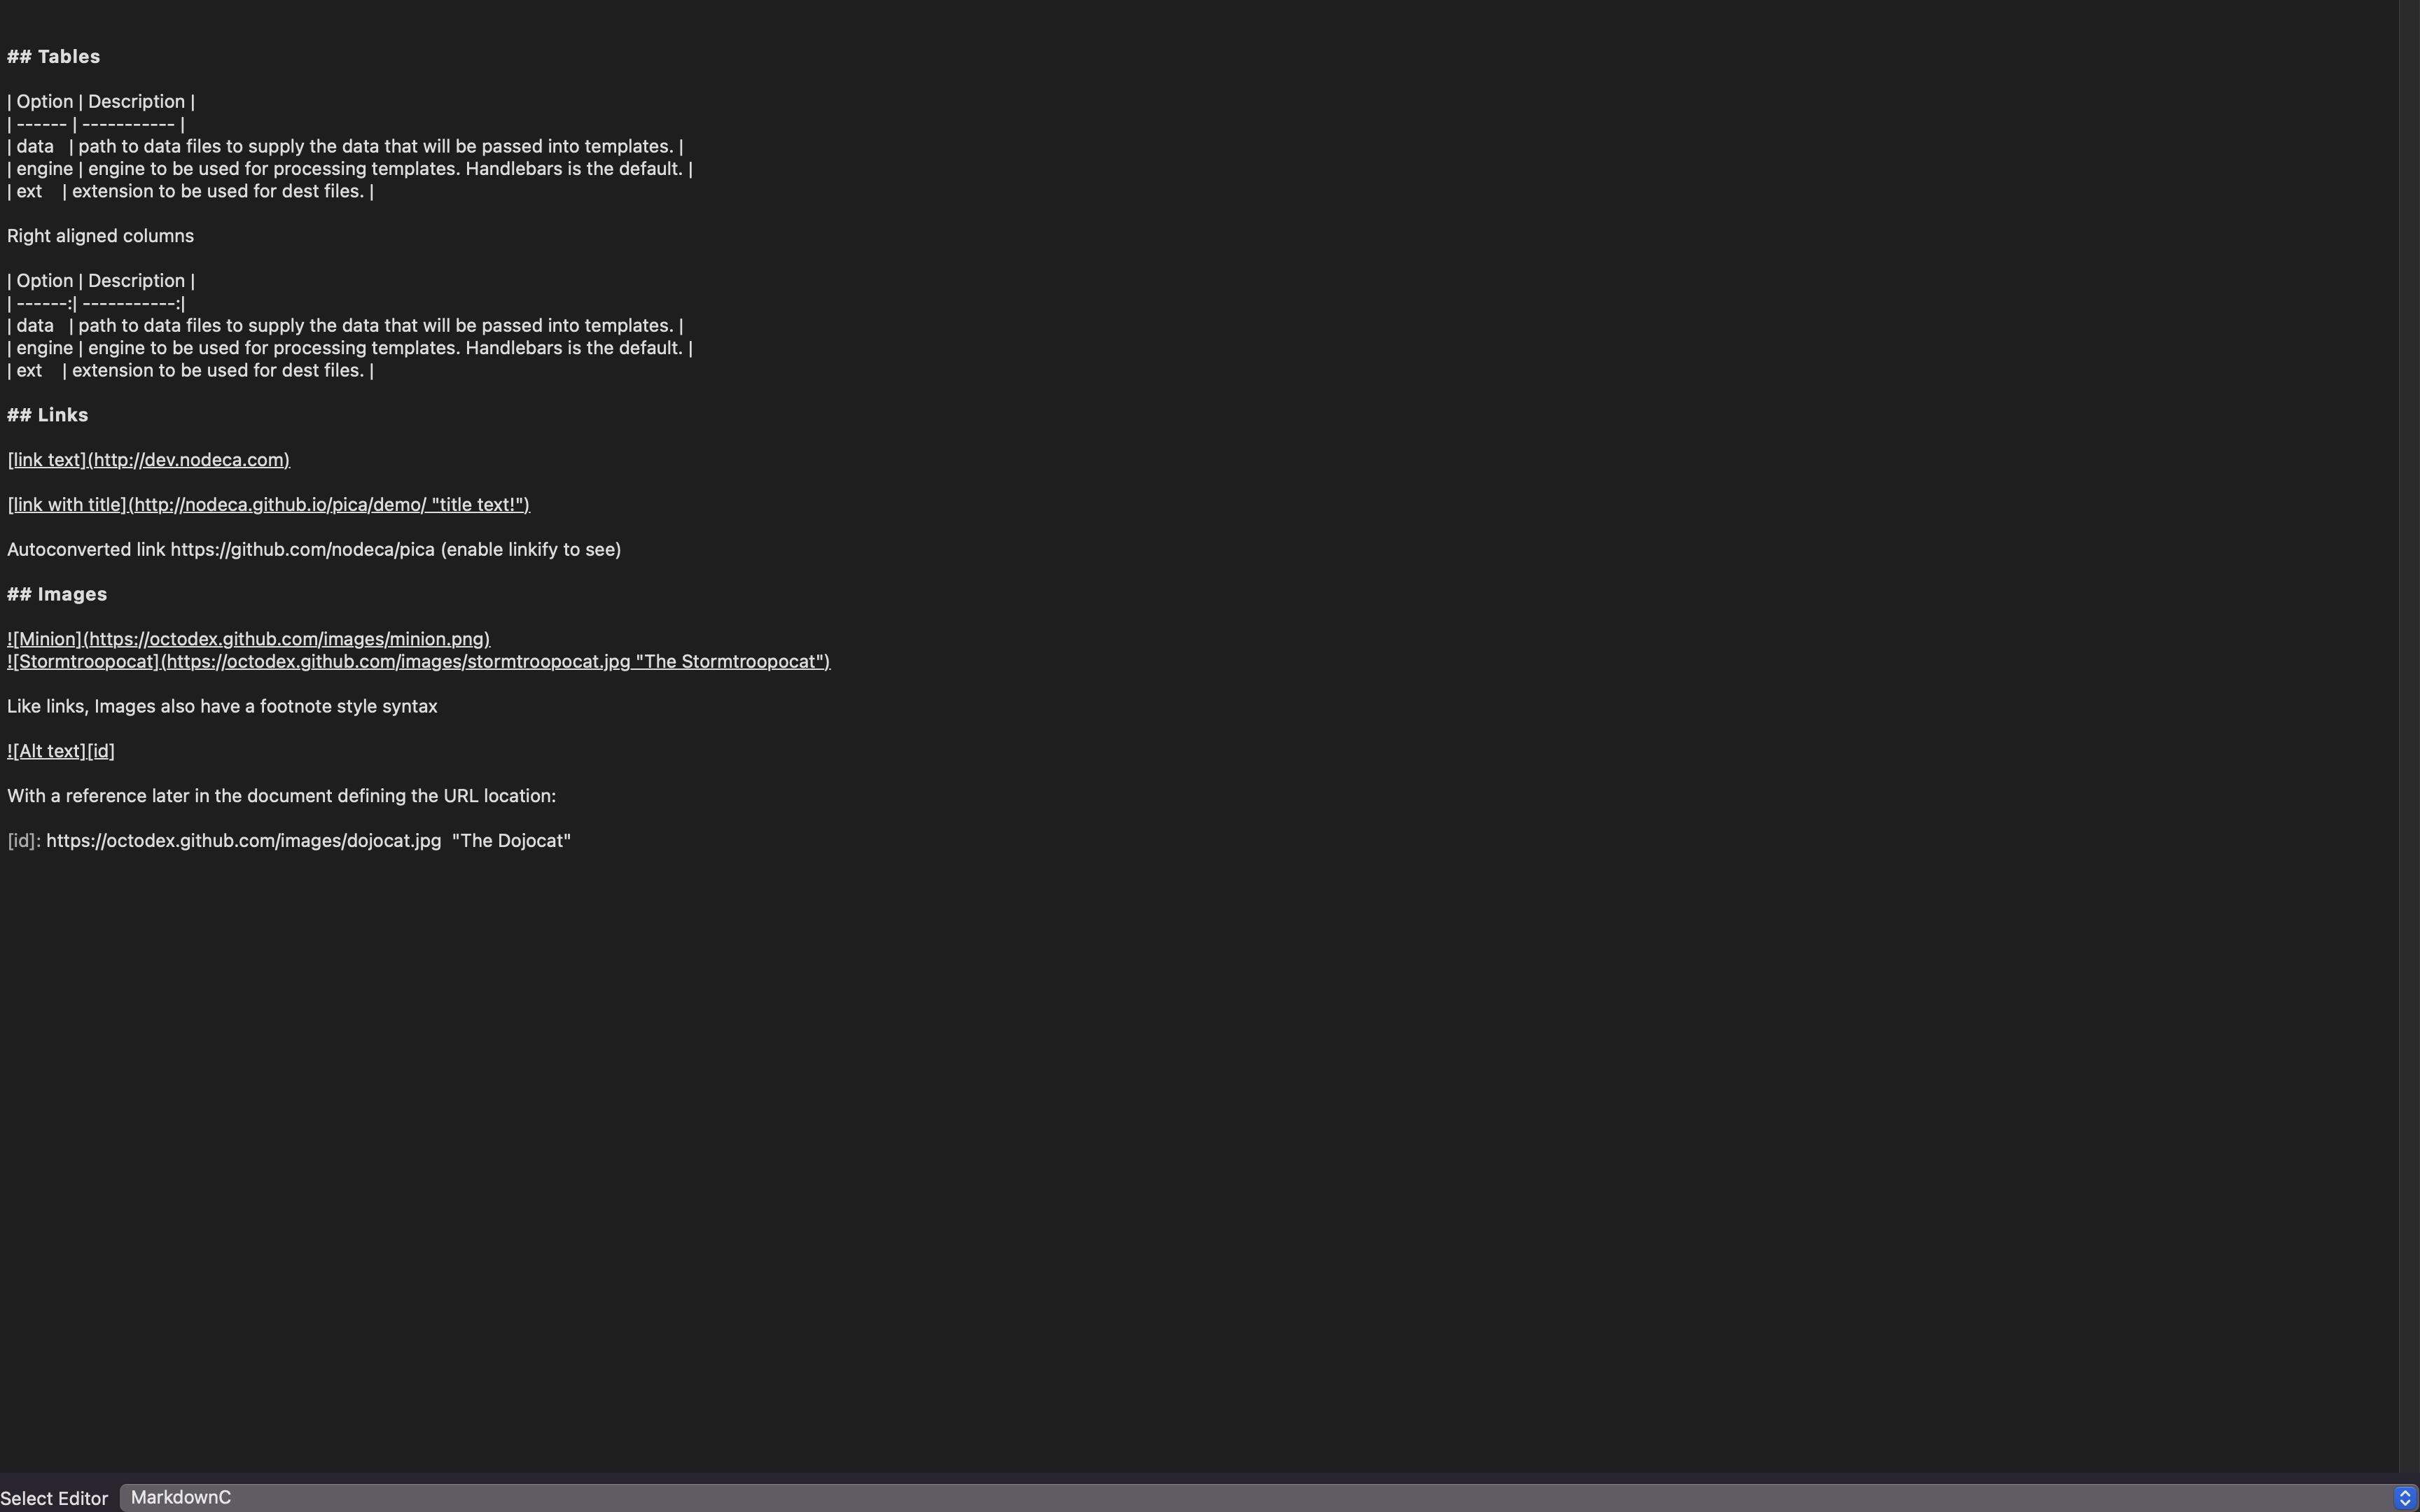 ## Tables
| Option | Description |
| ------ | ----------- |
| data   | path to data files to supply the data that will be passed into templates. |
| engine | engine to be used for processing templates. Handlebars is the default. |
| ext    | extension to be used for dest files. |
Right aligned columns
| Option | Description |
| ------:| -----------:|
| data   | path to data files to supply the data that will be passed into templates. |
| engine | engine to be used for processing templates. Handlebars is the default. |
| ext    | extension to be used for dest files. |
## Links
[link text](http://dev.nodeca.com)
[link with title](http://nodeca.github.io/pica/demo/ "title text!")
Autoconverted link https://github.com/nodeca/pica (enable linkify to see)
## Images
![Minion](https://octodex.github.com/images/minion.png)
![Stormtroopocat](https://octodex.github.com/images/stormtroopocat.jpg "The Stormtroopocat")
Like links, Images also have a footnote style syntax
![Alt text][id]
With a reference later in the document defining the URL location:
[id]: https://octodex.github.com/images/dojocat.jpg  "The Dojocat"
Select Editor MarkdownC